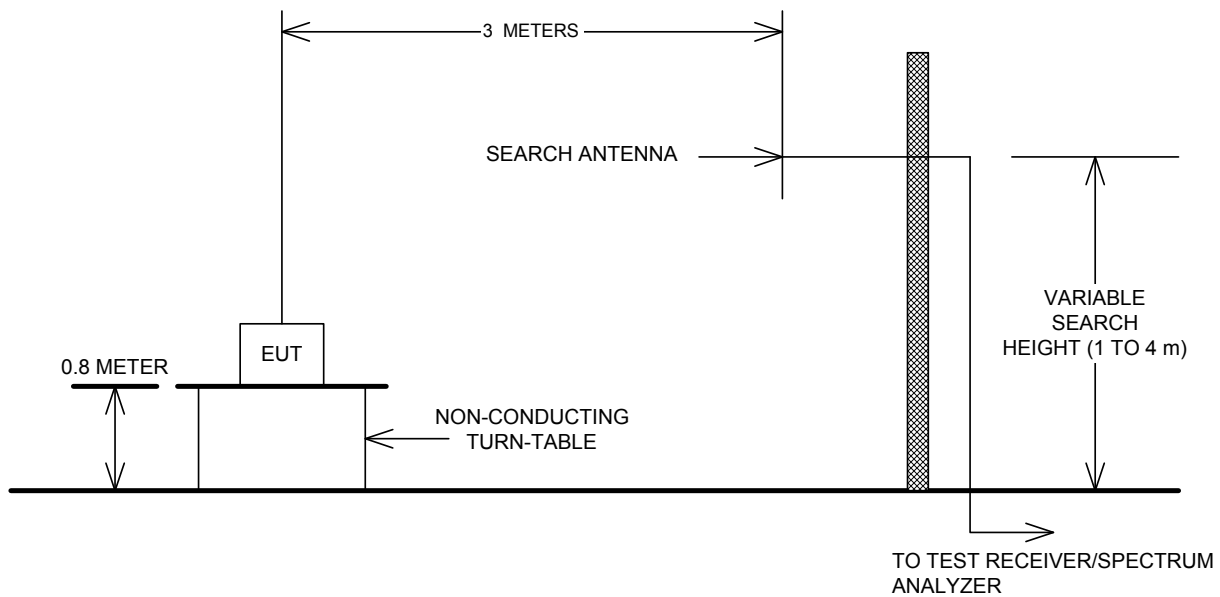 3 METERS
SEARCH ANTENNA
EUT
0.8 METER
NON-CONDUCTING
TURN-TABLE
VARIABLE
SEARCH
HEIGHT (1 TO 4 m)
TO TEST RECEIVER/SPECTRUM
ANALYZER